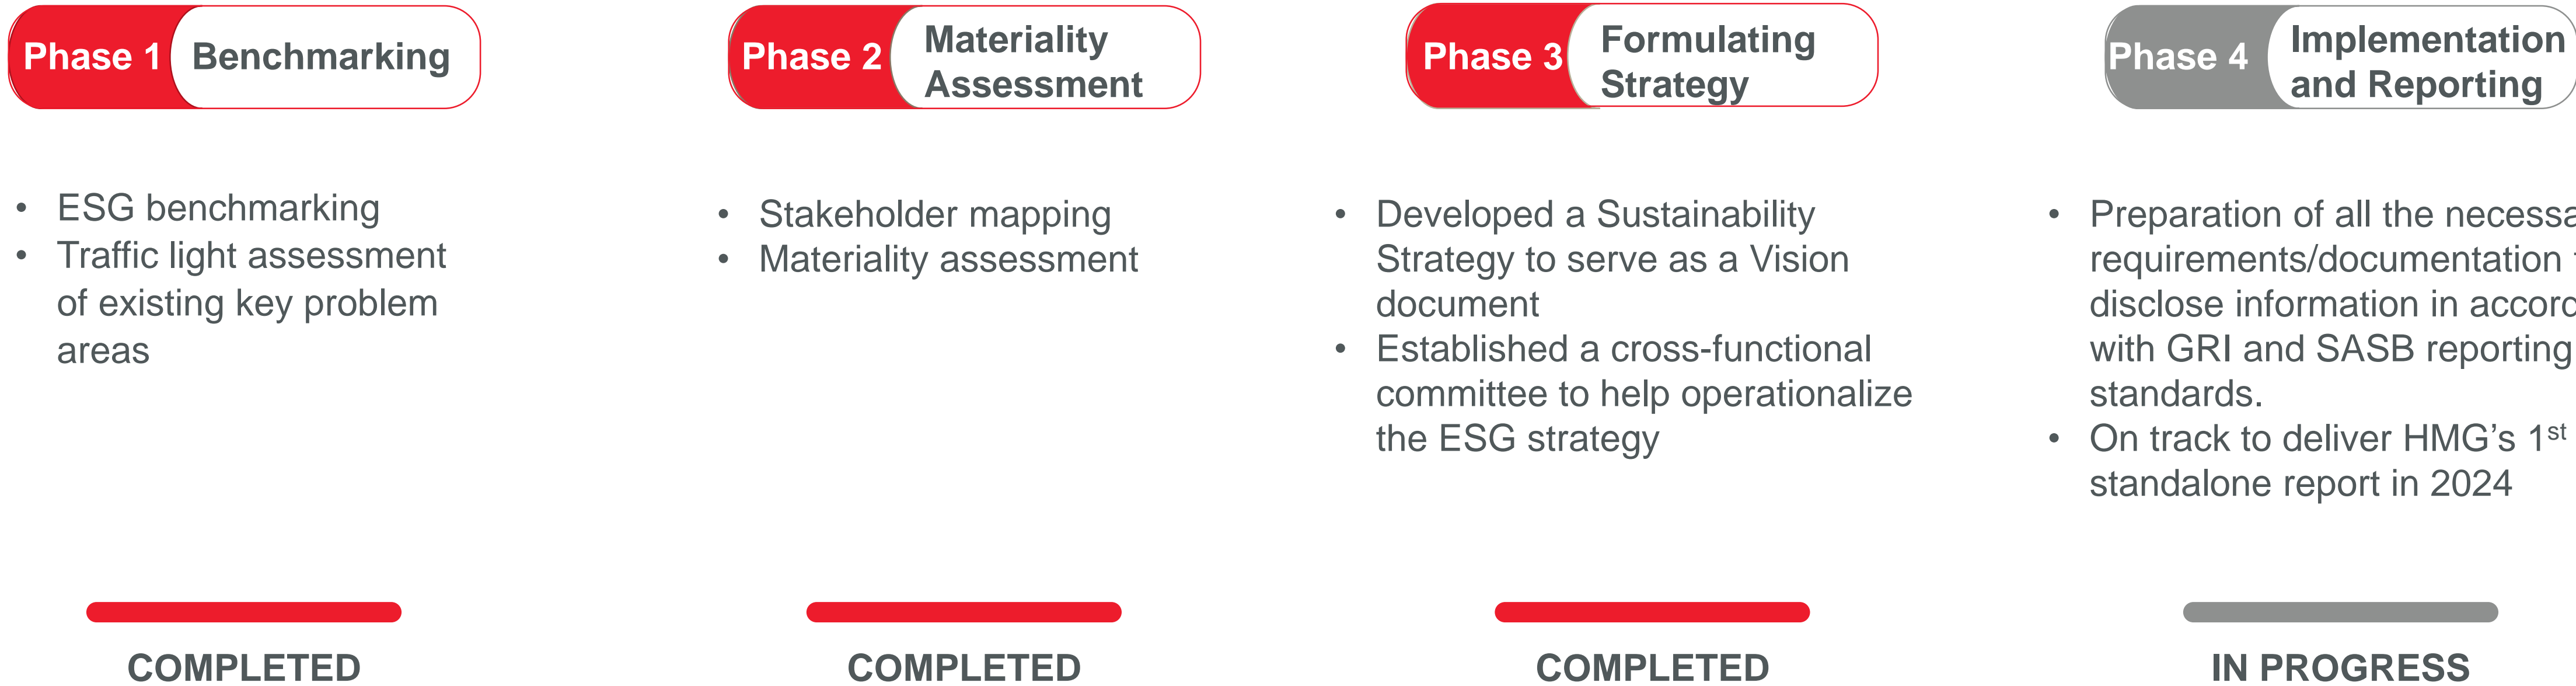 Phase 1 Benchmarking
• ESG benchmarking
• Traffic light assessment
of existing key problem
areas
COMPLETED
Phase 2 Materiality
Assessment
• Stakeholder mapping
• Materiality assessment
COMPLETED
Phase 3 Formulating
Strategy
• Developed a Sustainability
Strategy to serve as a Vision
document
• Established a cross-functional
committee to help operationalize
the ESG strategy
COMPLETED
Phase 4 Implementation
and Reporting
• Preparation of all the
requirements/documentation
disclose information in
with GRI and SASB reporting
standards.
• On track to deliver HMG’s 1st
standalone report in 2024
IN PROGRESS